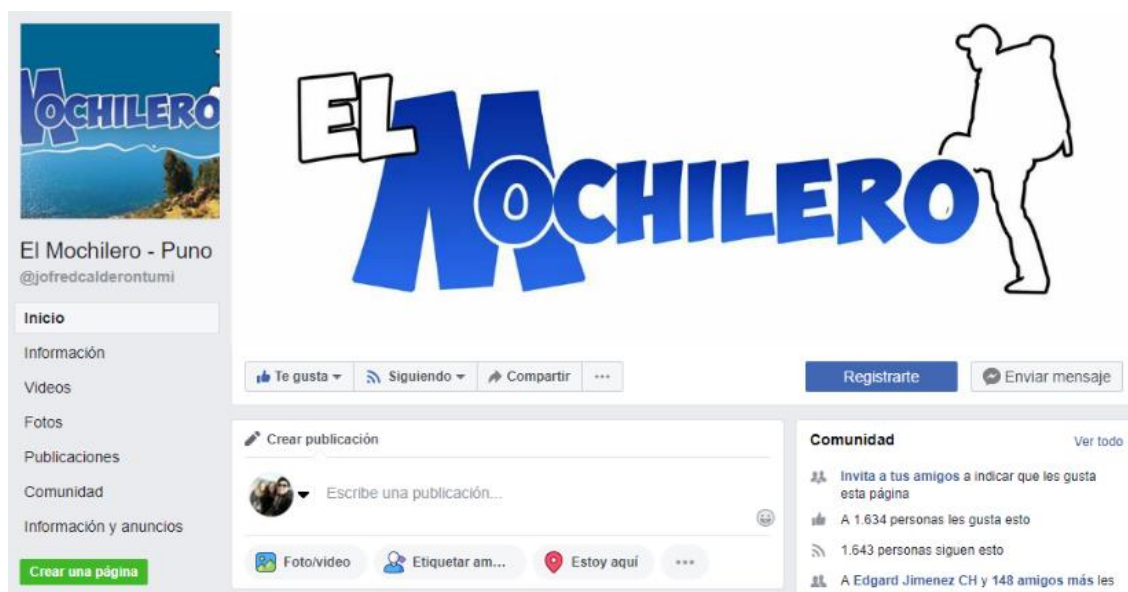 MOCHILERO
El Mochilero - Puno
@jofredcalderontumi
Inicio
Información
Videos
Fotos
Publicaciones
Comunidad
Información y anuncios
Crear una página
EL MOCHILERO
Te gusta
Siguiendo
Compartir
Registrarte
Enviar mensaje
Crear publicación
Escribe una publicación...
Foto/video
Etiquetar am...
Estoy aquí
Comunidad
Ver todo
Invita a tus amigos a indicar que les gusta
esta página
A 1.634 personas les gusta esto
1.643 personas siguen esto
A Edgard Jimenez CH y 148 amigos más les